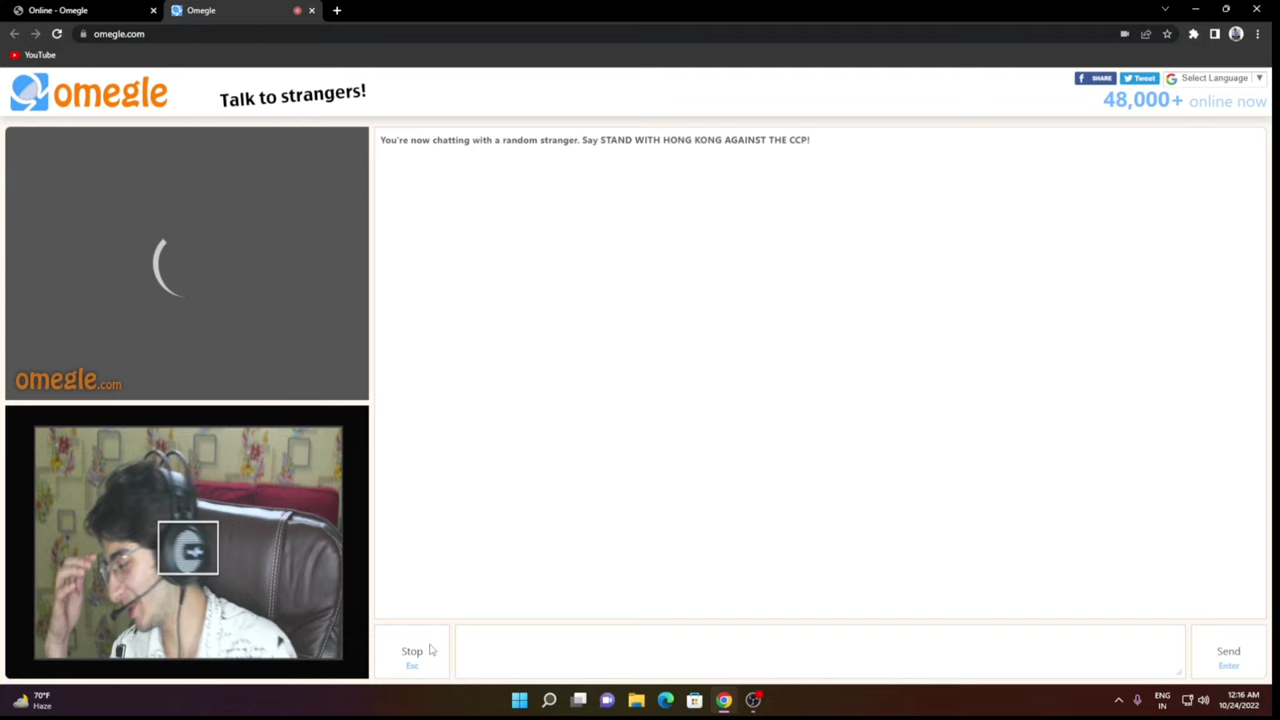 Online - Omegle
Omegle
omegle.com
YouTube
omegle
Talk to strangers!
SHARE
Tweet
Select Language
48,000+ online now
You're now chatting with a random stranger. Say STAND WITH HONG KONG AGAINST THE CCP!
omegle.com
Stop
Esc
Send
Enter
70°F
Haze
ENG
IN
12:16 AM
10/24/2022